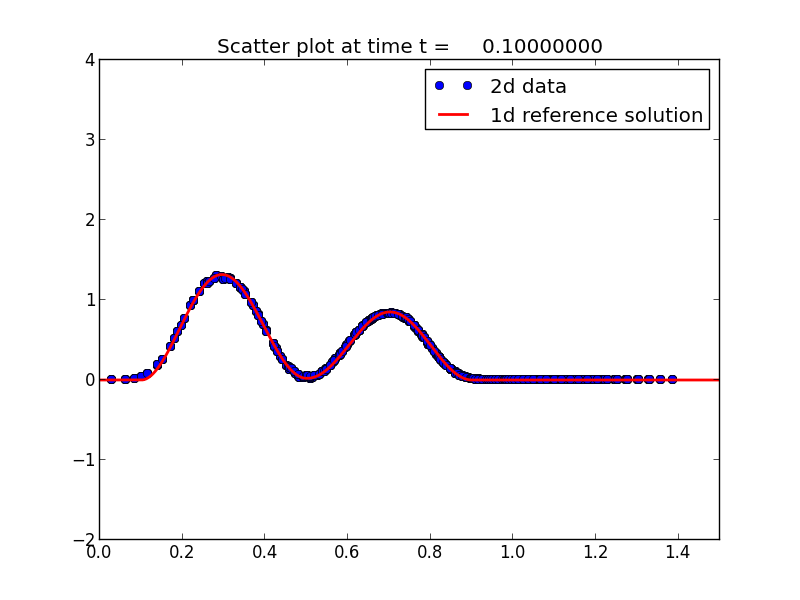 Scatter plot at time t =     0.10000000
4
2d data
1d reference solution
3
2
1
0
−1
−2
0.0 0.2 0.4 0.6 0.8 1.0 1.2 1.4